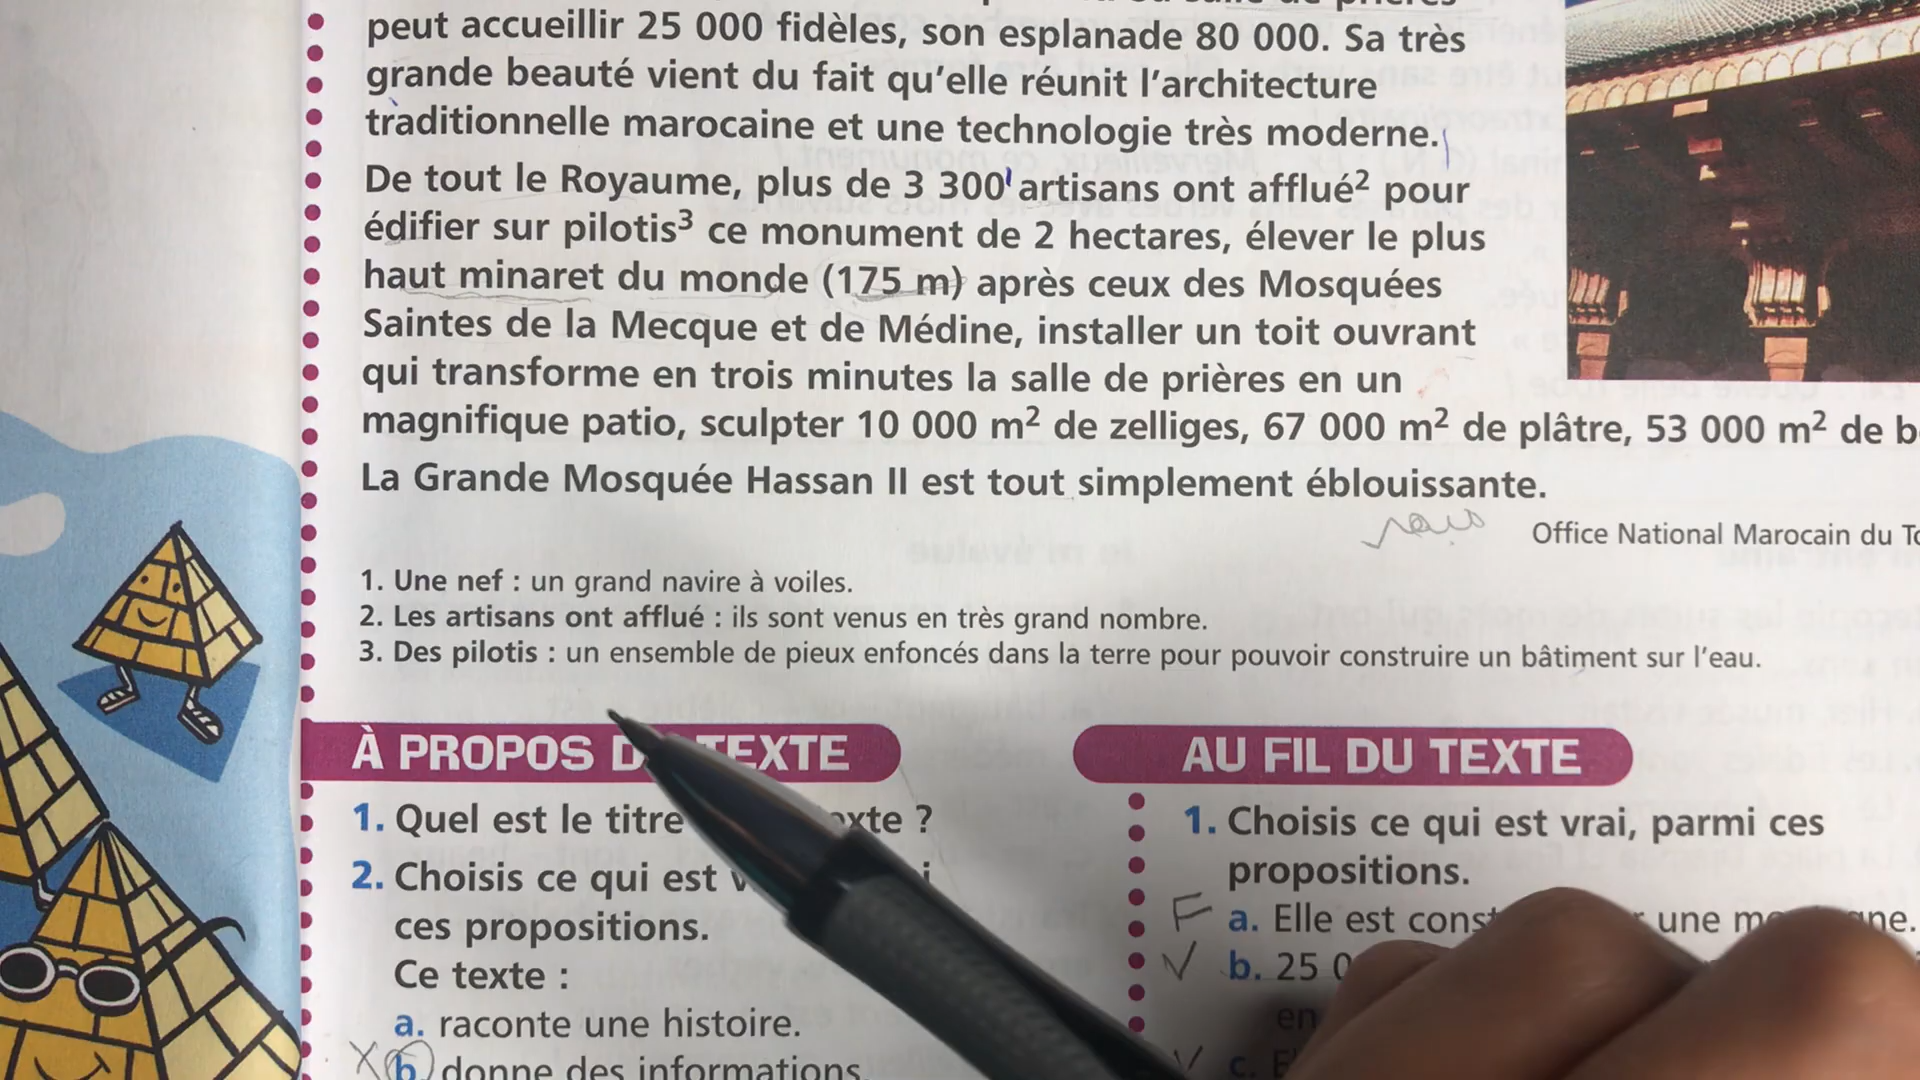 peut accueillir 25 000 fidèles, son esplanade 80 000. Sa très
grande beauté vient du fait qu'elle réunit l'architecture
traditionnelle marocaine et une technologie très moderne.
De tout le Royaume, plus de 3 300 artisans ont afflué² pour
édifier sur pilotis³ ce monument de 2 hectares, élever le plus
haut minaret du monde (175 m) après ceux des Mosquées
Saintes de la Mecque et de Médine, installer un toit ouvrant
qui transforme en trois minutes la salle de prières en un
magnifique patio, sculpter 10 000 m² de zelliges, 67 000 m² de plâtre, 53 000 m² de
La Grande Mosquée Hassan II est tout simplement éblouissante.
Office National Marocain du
1. Une nef : un grand navire à voiles.
2. Les artisans ont afflué : ils sont venus en très grand nombre.
3. Des pilotis : un ensemble de pieux enfoncés dans la terre pour pouvoir construire un bâtiment sur l'eau.
À PROPOS TEXTE
1. Quel est le titre ?
2. Choisis ce qui est
ces propositions.
Ce texte :
a. raconte une histoire.
X b. donne des informations.
AU FIL DU TEXTE
1. Choisis ce qui est vrai, parmi ces
propositions.
F a. Elle est une
V b. 25
en
V c.